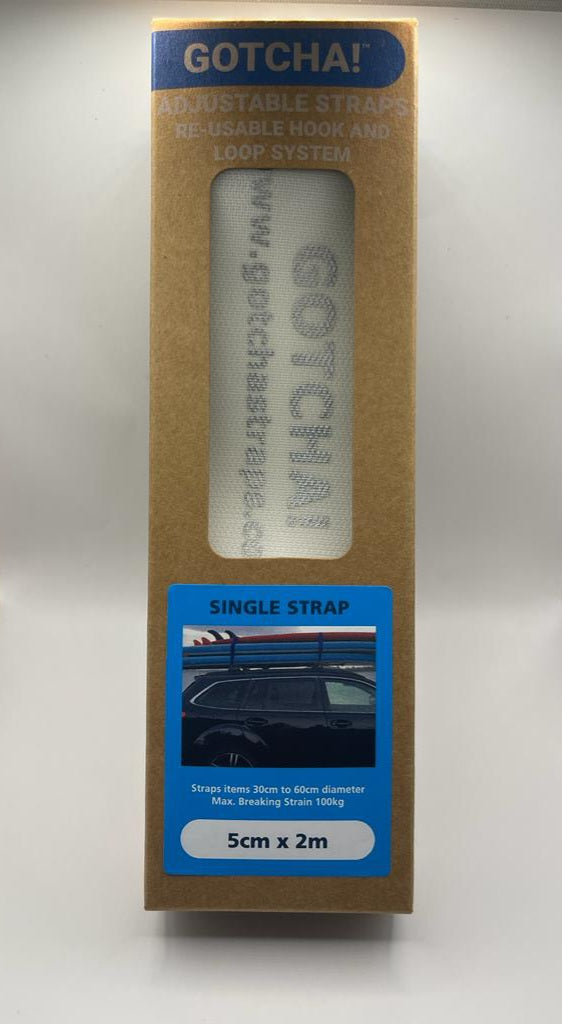 GOTCHA!™
ADJUSTABLE STRAPS
RE-USABLE HOOK AND
LOOP SYSTEM
GOTCHA!
www.gotchastraps.co
SINGLE STRAP
Straps items 30cm to 60cm diameter
Max. Breaking Strain 100kg
5cm x 2m